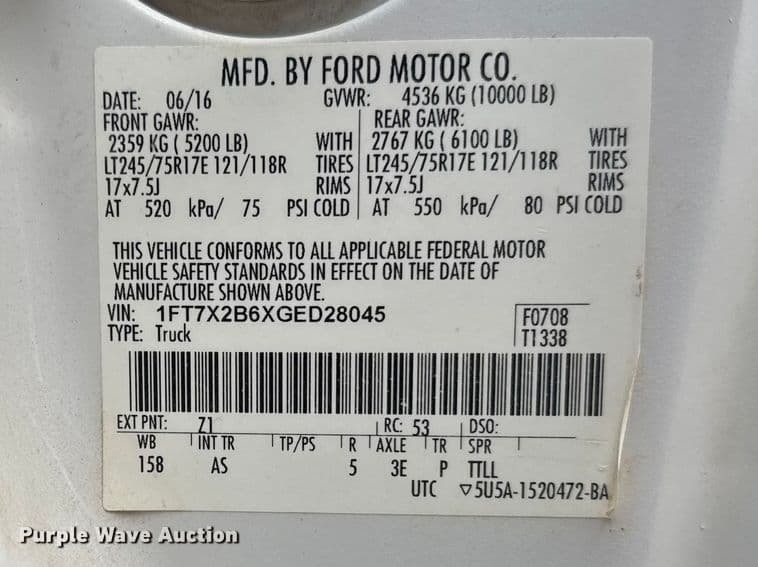 MFD. BY FORD MOTOR CO.
DATE: 06/16 GVWR: 4536 KG (10000 LB)
FRONT GAWR: REAR GAWR:
2359 KG ( 5200 LB) WITH 2767 KG ( 6100 LB) WITH
LT245/75R17E 121/118R TIRES LT245/75R17E 121/118R TIRES
17x7.5J RIMS 17x7.5J RIMS
AT 520 kPa/ 75 PSI COLD AT 550 kPa/ 80 PSI COLD
THIS VEHICLE CONFORMS TO ALL APPLICABLE FEDERAL MOTOR
VEHICLE SAFETY STANDARDS IN EFFECT ON THE DATE OF
MANUFACTURE SHOWN ABOVE.
VIN: 1FT7X2B6XGED28045 F0708
TYPE: Truck T1338
EXT PNT: Z1 RC: 53 DSO:
WB INT TR TP/PS R AXLE TR SPR
158 AS 5 3E P TTLL
UTC ▽5U5A-1520472-BA
Purple Wave Auction